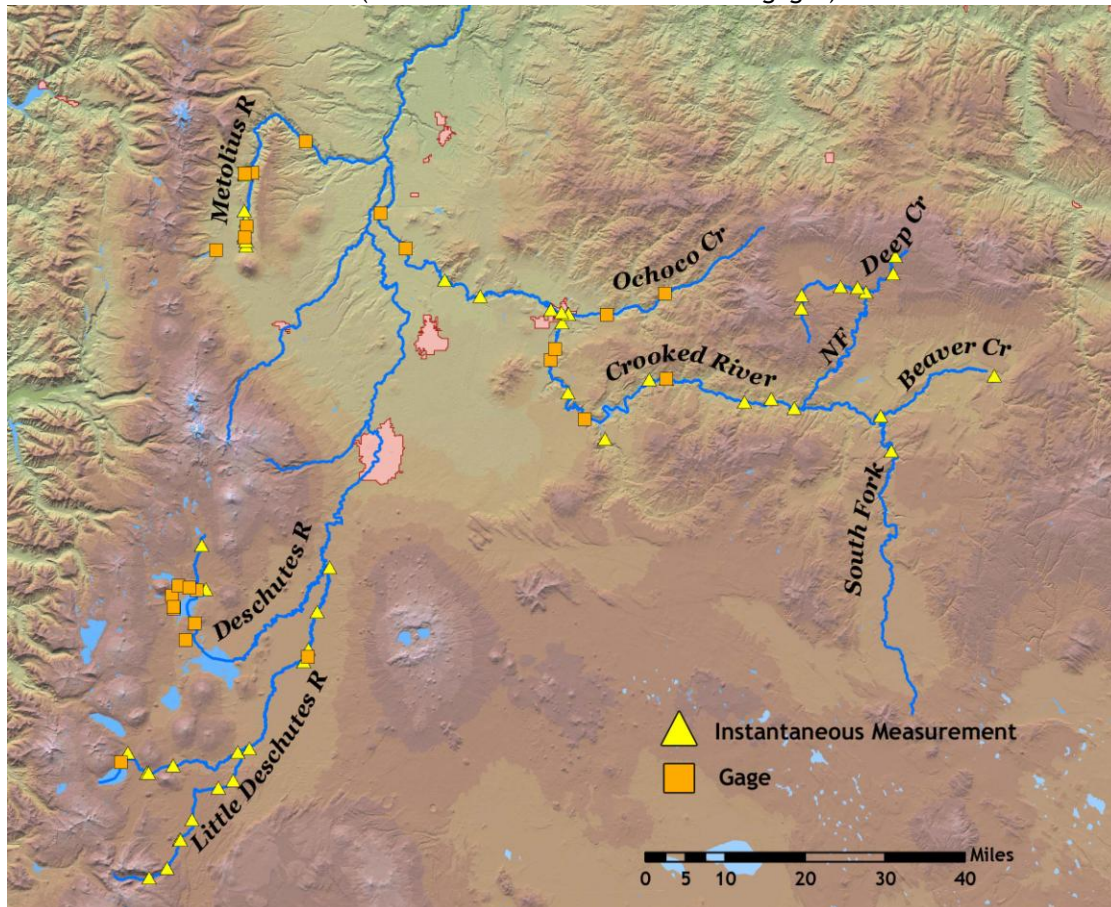 Metolius R
Ochoco Cr
Deep Cr
NF
Crooked River
Beaver Cr
South Fork
Deschutes R
Little Deschutes R
Instantaneous Measurement
Gage
Miles
0 5 10 20 30 40